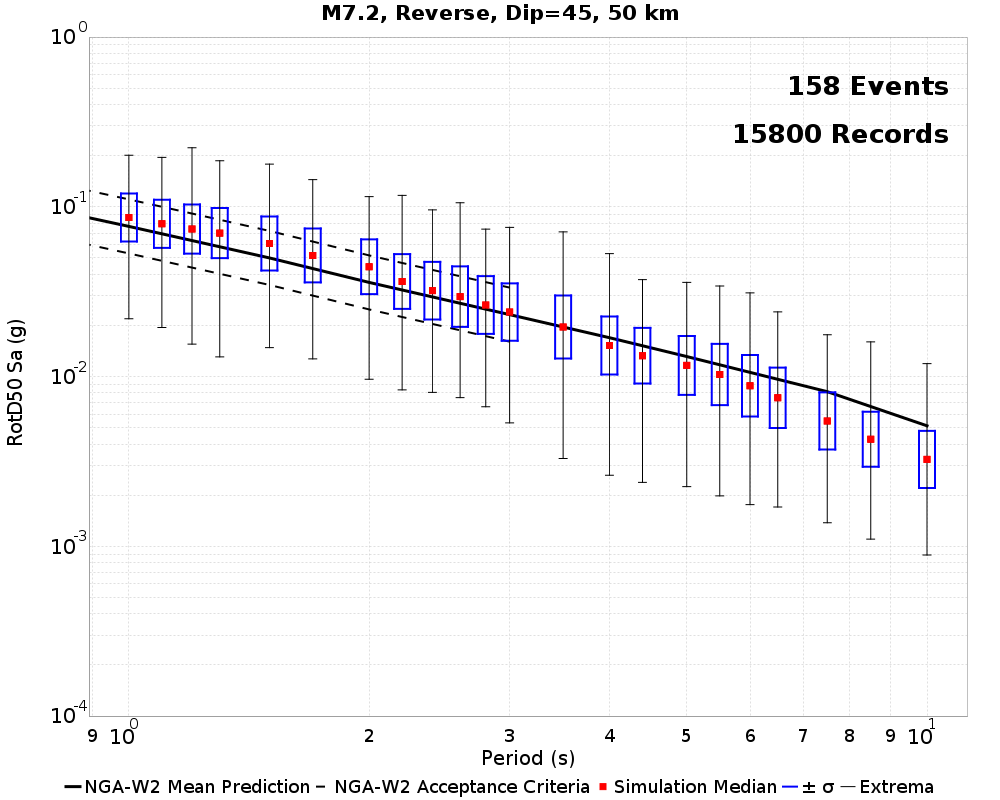 M7.2, Reverse, Dip=45, 50 km
158 Events
15800 Records
RotD50 Sa (g)
10^0
10^-1
10^-2
10^-3
10^-4
9 10^0 2 3 4 5 6 7 8 9 10^1
Period (s)
NGA-W2 Mean Prediction NGA-W2 Acceptance Criteria Simulation Median ± σ Extrema